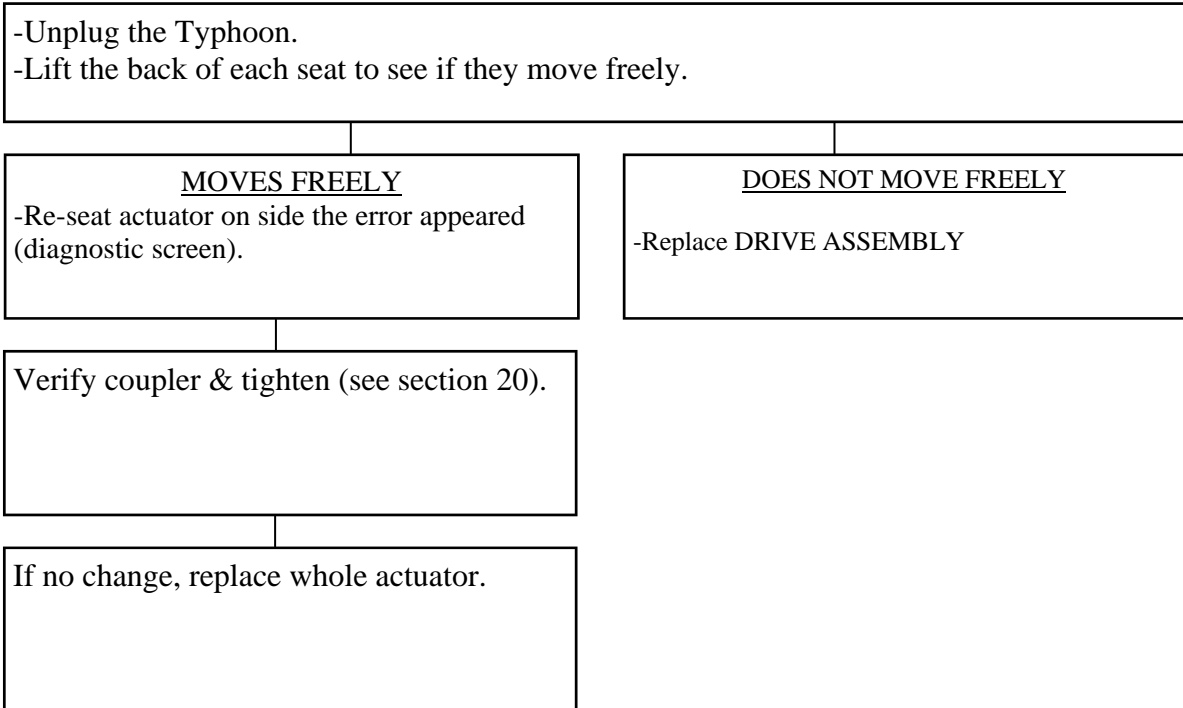 -Unplug the Typhoon.
-Lift the back of each seat to see if they move freely.
MOVES FREELY
-Re-seat actuator on side the error appeared
(diagnostic screen).
DOES NOT MOVE FREELY
-Replace DRIVE ASSEMBLY
Verify coupler & tighten (see section 20).
If no change, replace whole actuator.